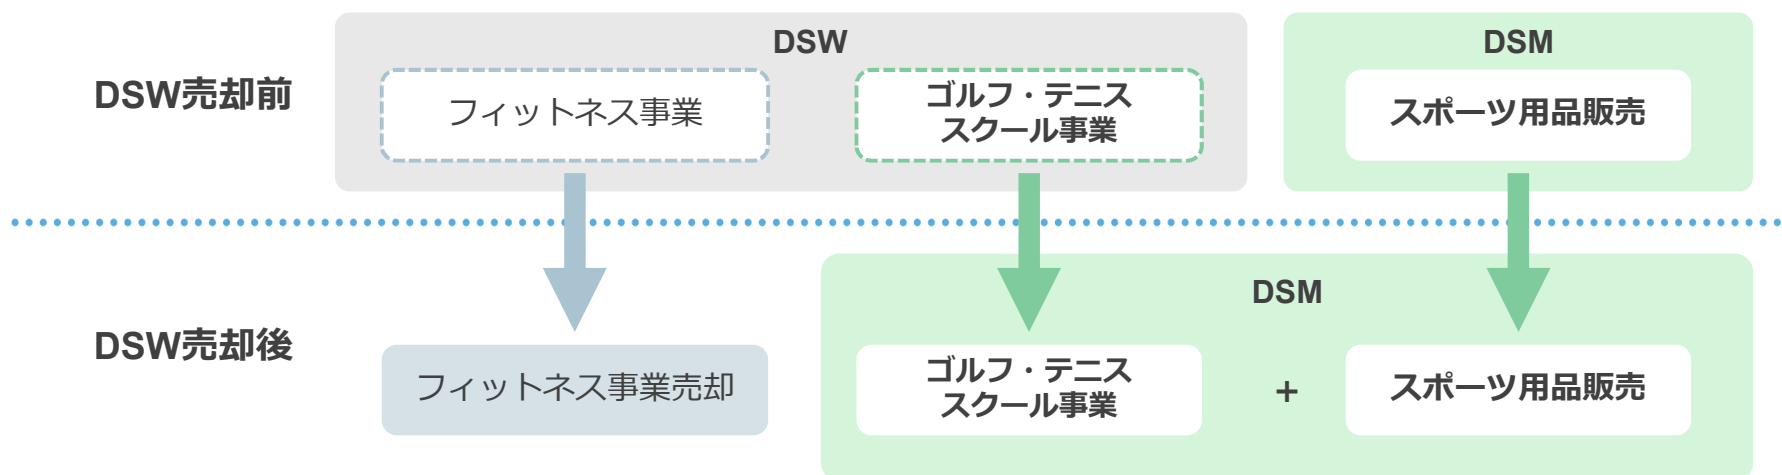 DSW
DSM
DSW売却前
フィットネス事業
ゴルフ・テニス
スクール事業
スポーツ用品販売
DSM
DSW売却後
フィットネス事業売却
ゴルフ・テニス
スクール事業
+
スポーツ用品販売